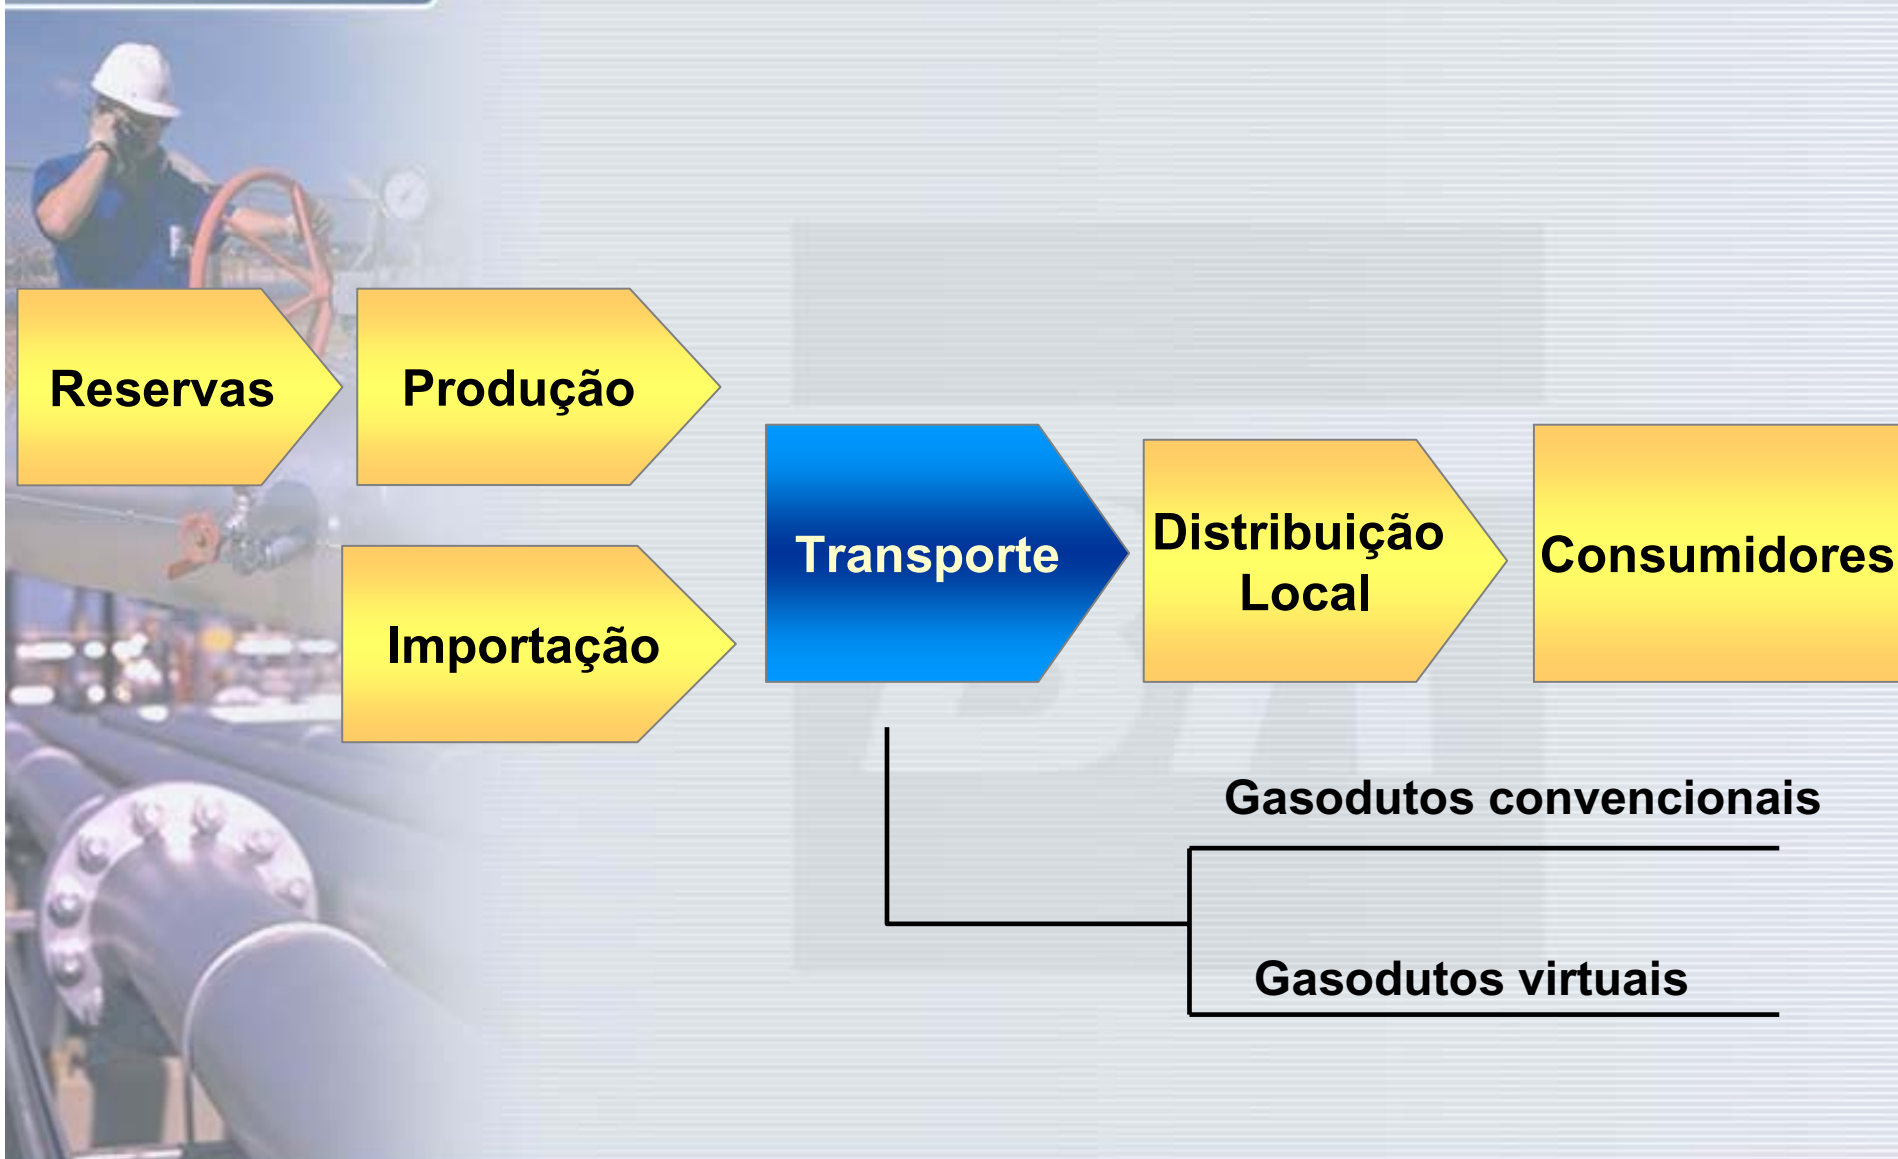 Reservas
Produção
Importação
Transporte
Distribuição
Local
Consumidores
Gasodutos convencionais
Gasodutos virtuais